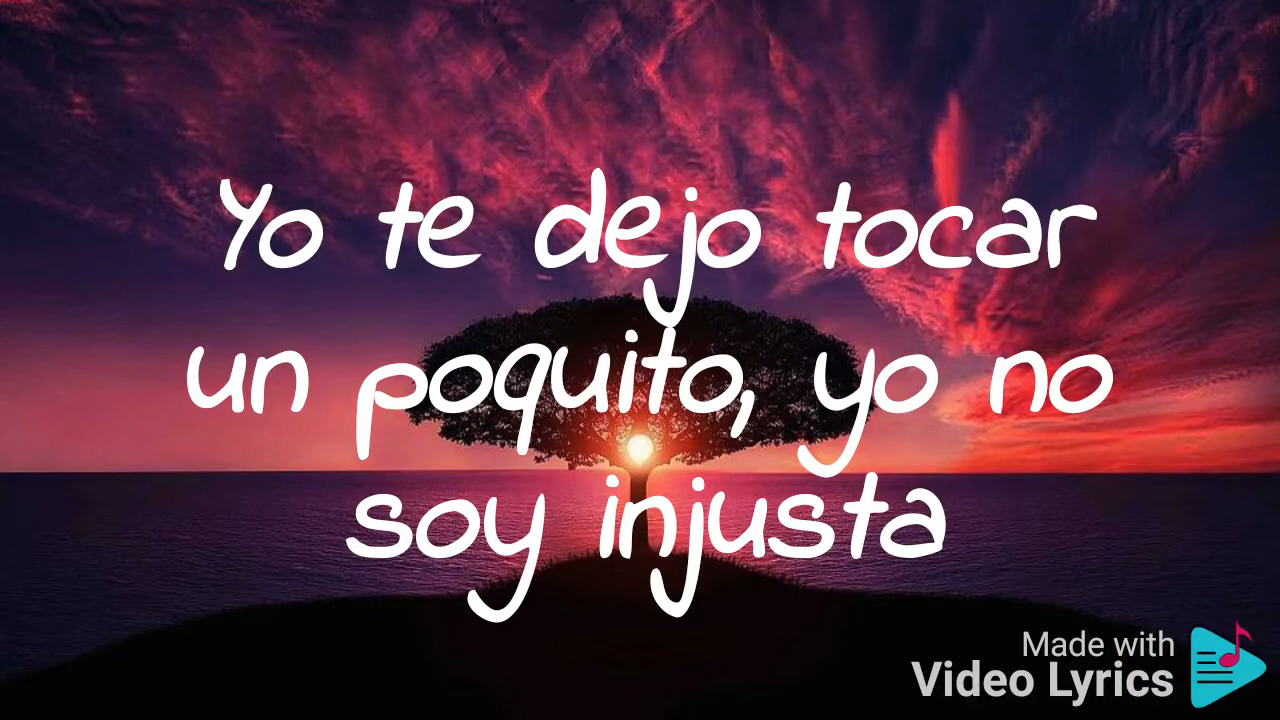 Yo te dejo tocar
un poquito, yo no
soy injusta
Made with
Video Lyrics